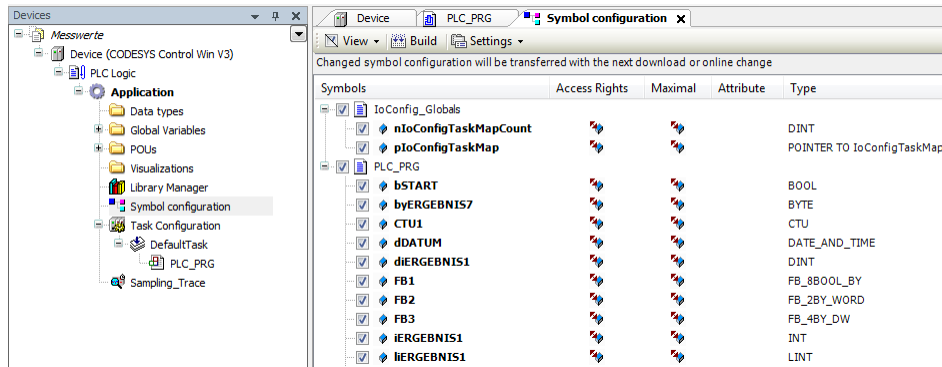 Devices
Messwerte
Device (CODESYS Control Win V3)
PLC Logic
Application
Data types
Global Variables
POUs
Visualizations
Library Manager
Symbol configuration
Task Configuration
DefaultTask
PLC_PRG
Sampling_Trace
Device PLC_PRG Symbol configuration
View Build Settings
Changed symbol configuration will be transferred with the next download or online change
Symbols Access Rights Maximal Attribute Type
IoConfig_Globals
nIoConfigTaskMapCount DINT
pIoConfigTaskMap POINTER TO IoConfigTaskMap
PLC_PRG
bSTART BOOL
byERGEBNIS7 BYTE
CTU1 CTU
dDATUM DATE_AND_TIME
diERGEBNIS1 DINT
FB1 FB_8BOOL_BY
FB2 FB_2BY_WORD
FB3 FB_4BY_DW
iERGEBNIS1 INT
liERGEBNIS1 LINT